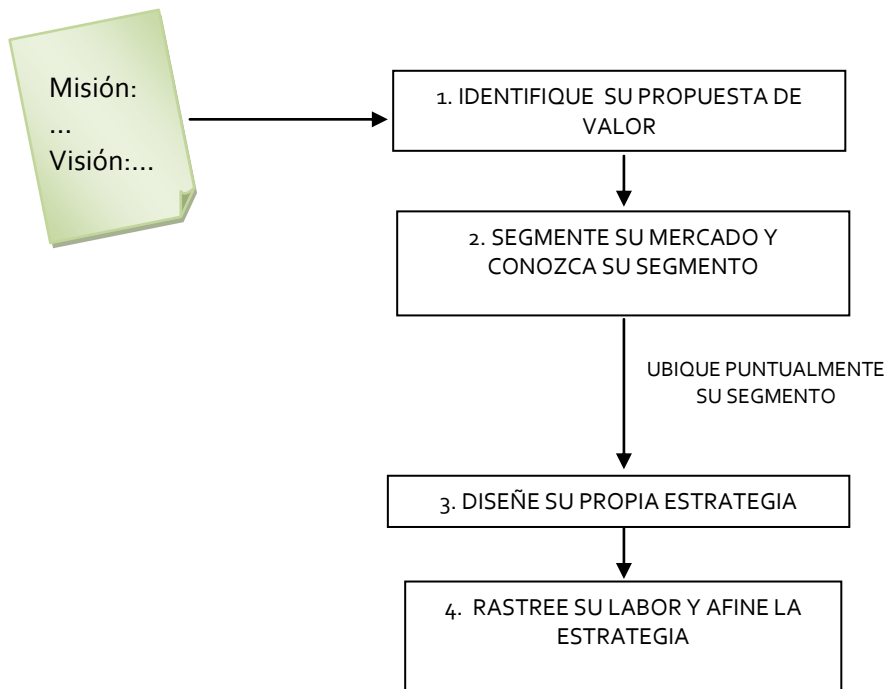 Misión:
...
Visión:...
1. IDENTIFIQUE SU PROPUESTA DE
VALOR
2. SEGMENTE SU MERCADO Y
CONOZCA SU SEGMENTO
UBIQUE PUNTUALMENTE
SU SEGMENTO
3. DISEÑE SU PROPIA ESTRATEGIA
4. RASTREE SU LABOR Y AFINE LA
ESTRATEGIA